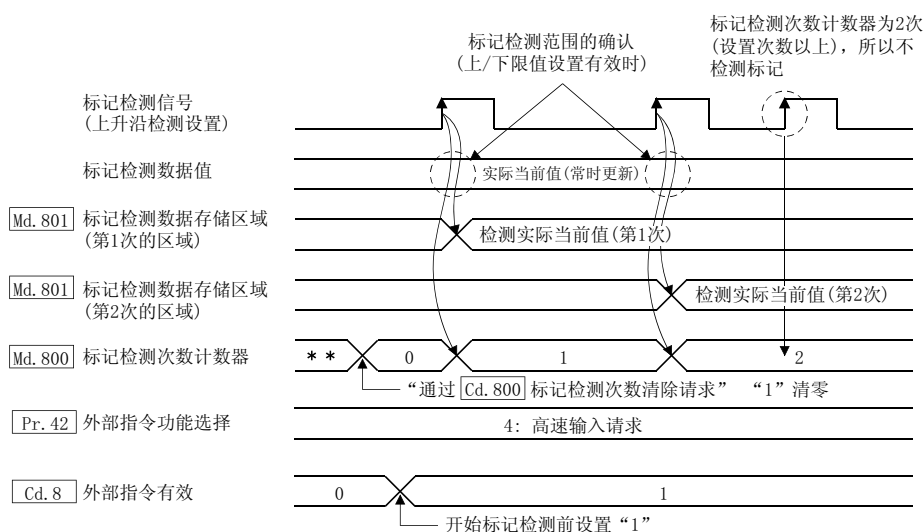 标记检测次数计数器为2次
(设置次数以上)，所以不
检测标记
标记检测范围的确认
(上/下限值设置有效时)
标记检测信号
(上升沿检测设置)
标记检测数据值
实际当前值(常时更新)
Md.801 标记检测数据存储区域
(第1次的区域)
检测实际当前值(第1次)
Md.801 标记检测数据存储区域
(第2次的区域)
检测实际当前值(第2次)
Md.800 标记检测次数计数器
** 0 1 2
“通过 Cd.800 标记检测次数清除请求” “1”清零
Pr.42 外部指令功能选择
4: 高速输入请求
Cd.8 外部指令有效
0 1
开始标记检测前设置“1”